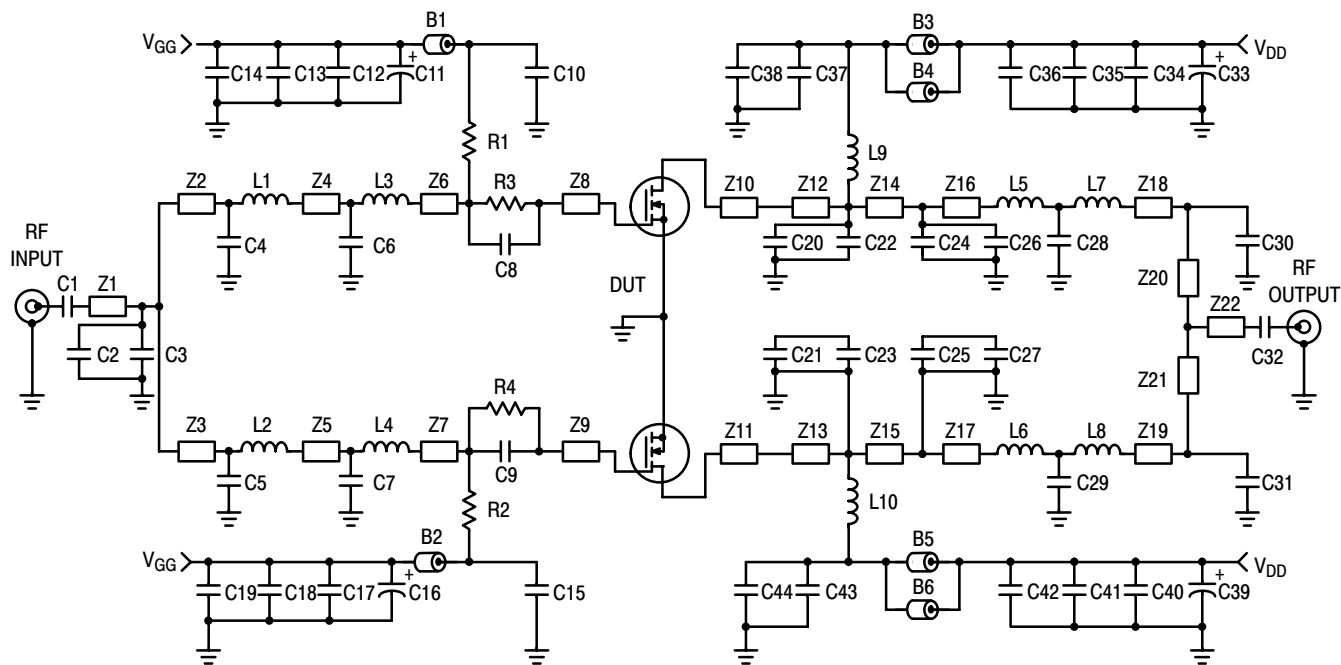 B1
B3
VGG
VDD
C14
C13
C12
+
C11
C10
C38
C37
B4
C36
C35
C34
+
C33
R1
L9
Z2
L1
Z4
L3
Z6
R3
Z8
Z10
Z12
Z14
Z16
L5
L7
Z18
RF
INPUT
C4
C6
C8
C20
C22
C24
C26
C28
C30
C1
Z1
DUT
Z20
RF
OUTPUT
Z22
C2
C3
C32
C21
C23
C25
C27
Z21
R4
Z3
L2
Z5
L4
Z7
Z9
Z11
Z13
Z15
Z17
L6
L8
Z19
C5
C7
C9
C29
C31
R2
L10
B2
B5
VGG
VDD
C19
C18
C17
+
C16
C15
C44
C43
B6
C42
C41
C40
+
C39